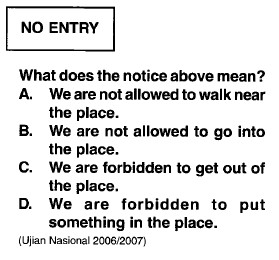 NO ENTRY
What does the notice above mean?
A. We are not allowed to walk near
the place.
B. We are not allowed to go into
the place.
C. We are forbidden to get out of
the place.
D. We are forbidden to put
something in the place.
(Ujian Nasional 2006/2007)